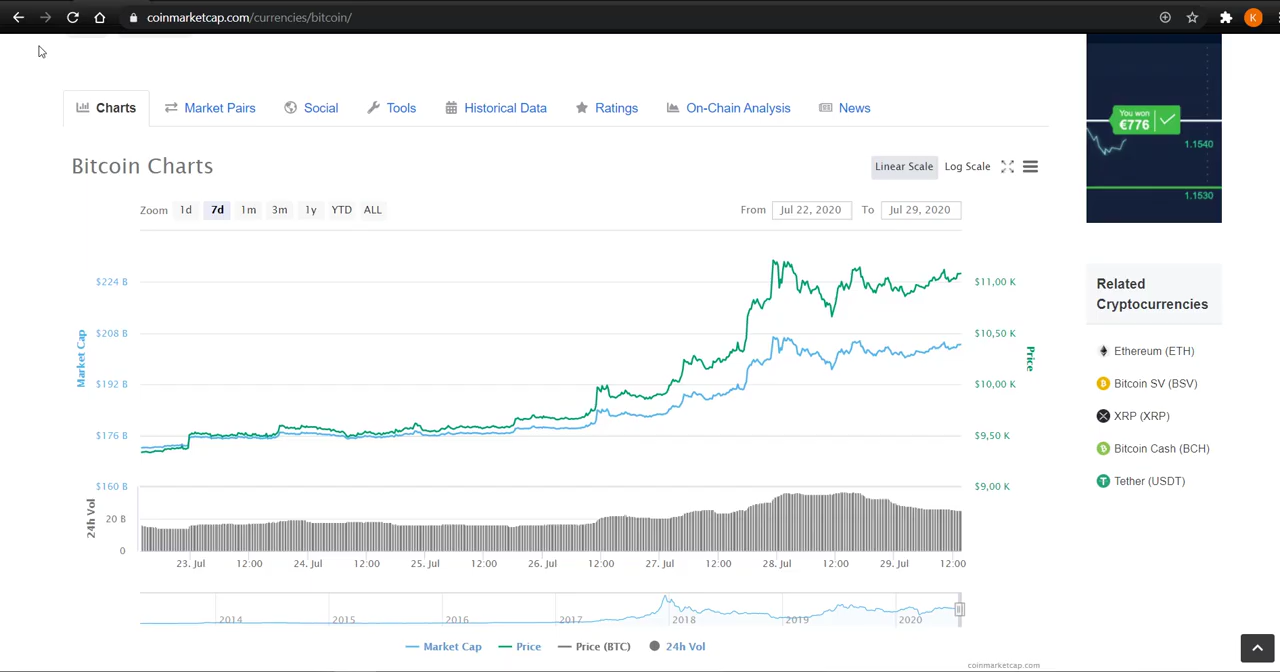 coinmarketcap.com/currencies/bitcoin/
K
Charts
Market Pairs
Social
Tools
Historical Data
Ratings
On-Chain Analysis
News
You won
€776
1.1540
1.1530
Bitcoin Charts
Linear Scale
Log Scale
Zoom 1d 7d 1m 3m 1y YTD ALL
From Jul 22, 2020 To Jul 29, 2020
$224 B
$208 B
$192 B
$176 B
$160 B
Market Cap
$11,00 K
$10,50 K
$10,00 K
$9,50 K
$9,00 K
Price
20 B
0
24h Vol
23. Jul 12:00 24. Jul 12:00 25. Jul 12:00 26. Jul 12:00 27. Jul 12:00 28. Jul 12:00 29. Jul 12:00
2014 2015 2016 2017 2018 2019 2020
Market Cap Price Price (BTC) 24h Vol
coinmarketcap.com
Related
Cryptocurrencies
Ethereum (ETH)
Bitcoin SV (BSV)
XRP (XRP)
Bitcoin Cash (BCH)
Tether (USDT)